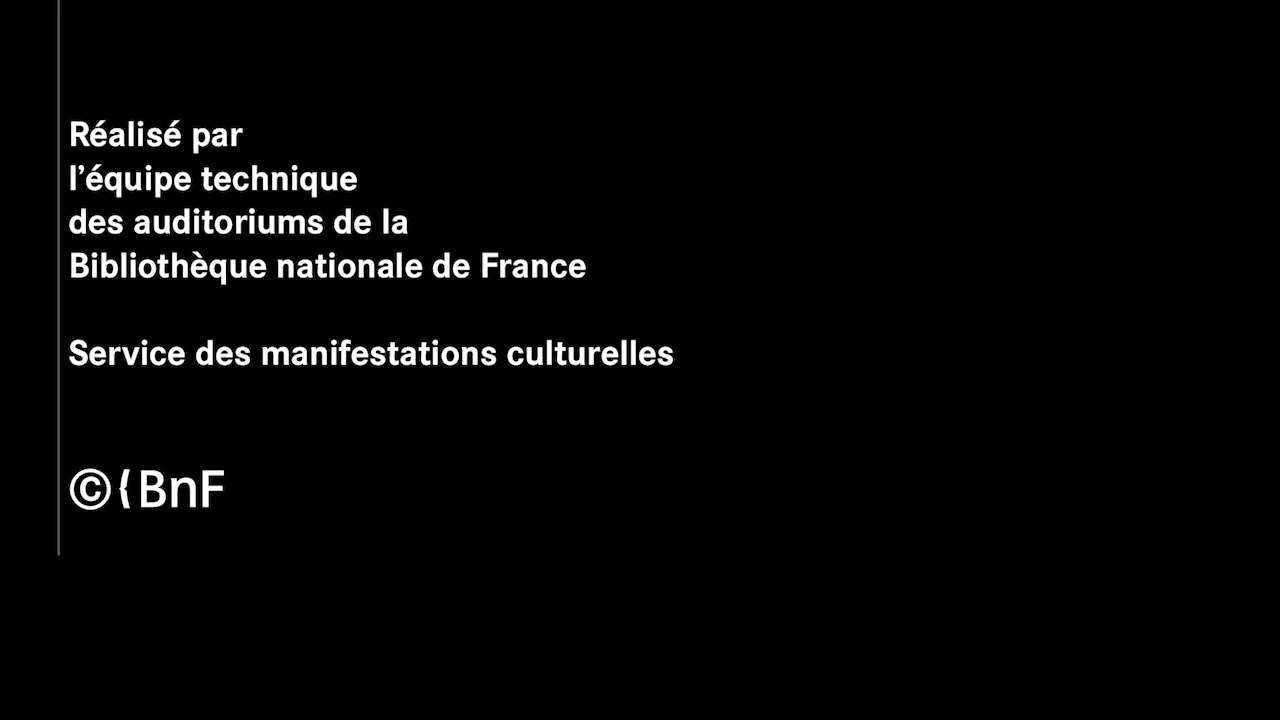 Réalisé par
l’équipe technique
des auditoriums de la
Bibliothèque nationale de France
Service des manifestations culturelles
©{BnF